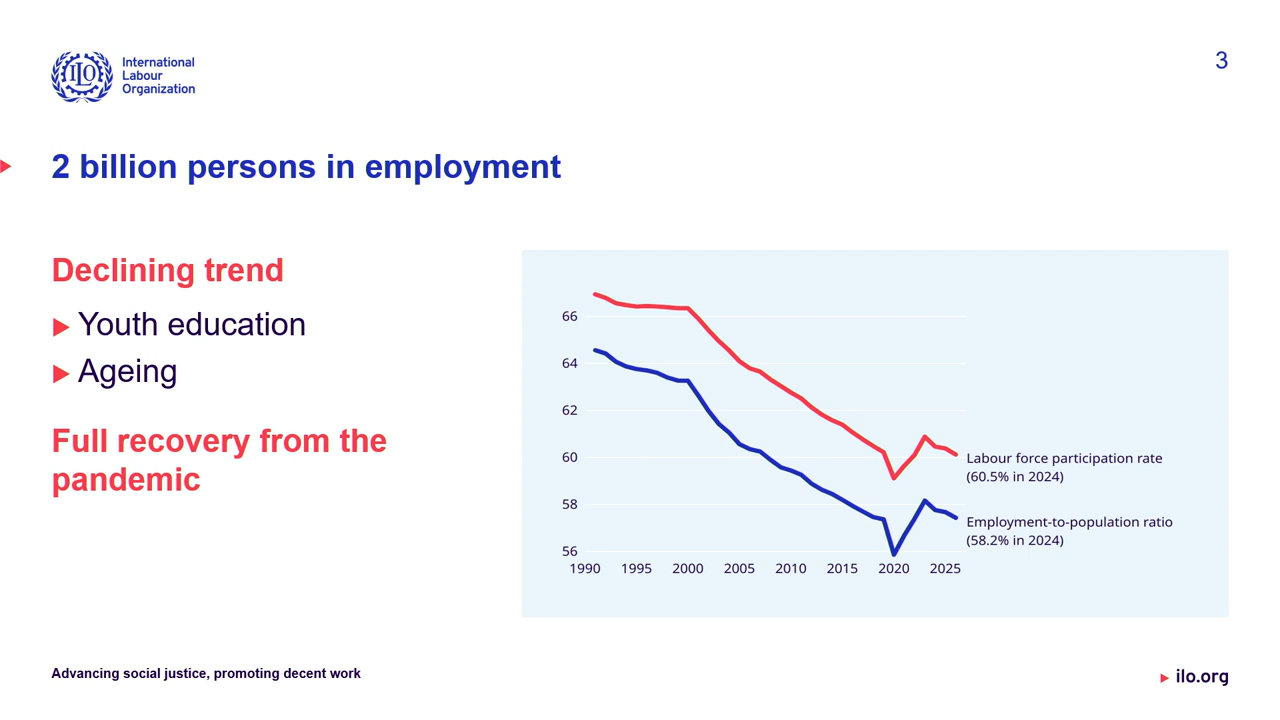 ILO
International
Labour
Organization
3
2 billion persons in employment
Declining trend
Youth education
Ageing
Full recovery from the
pandemic
66
64
62
60
58
56
1990 1995 2000 2005 2010 2015 2020 2025
Labour force participation rate
(60.5% in 2024)
Employment-to-population ratio
(58.2% in 2024)
Advancing social justice, promoting decent work
ilo.org